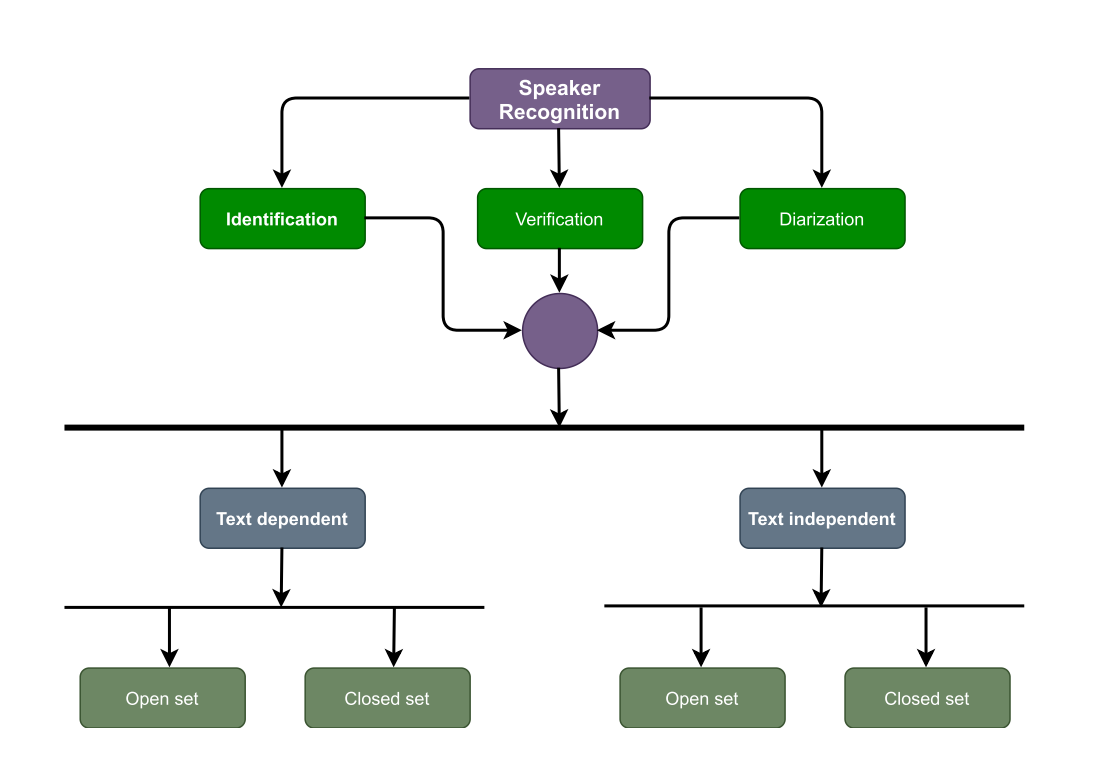 Speaker
Recognition
Identification
Verification
Diarization
Text dependent
Text independent
Open set
Closed set
Open set
Closed set